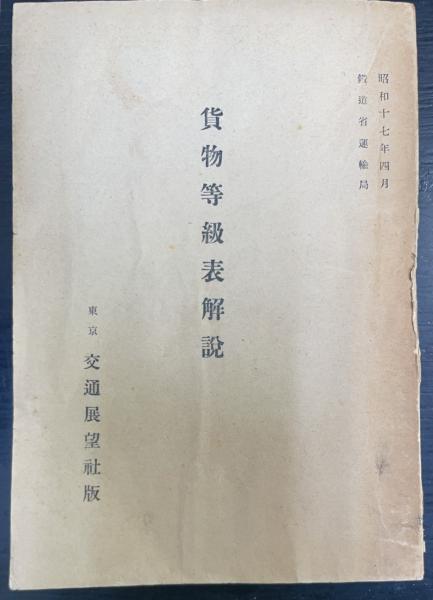 昭和十七年四月
鐵道省運輸局
貨物等級表解說
東京 交通展望社版